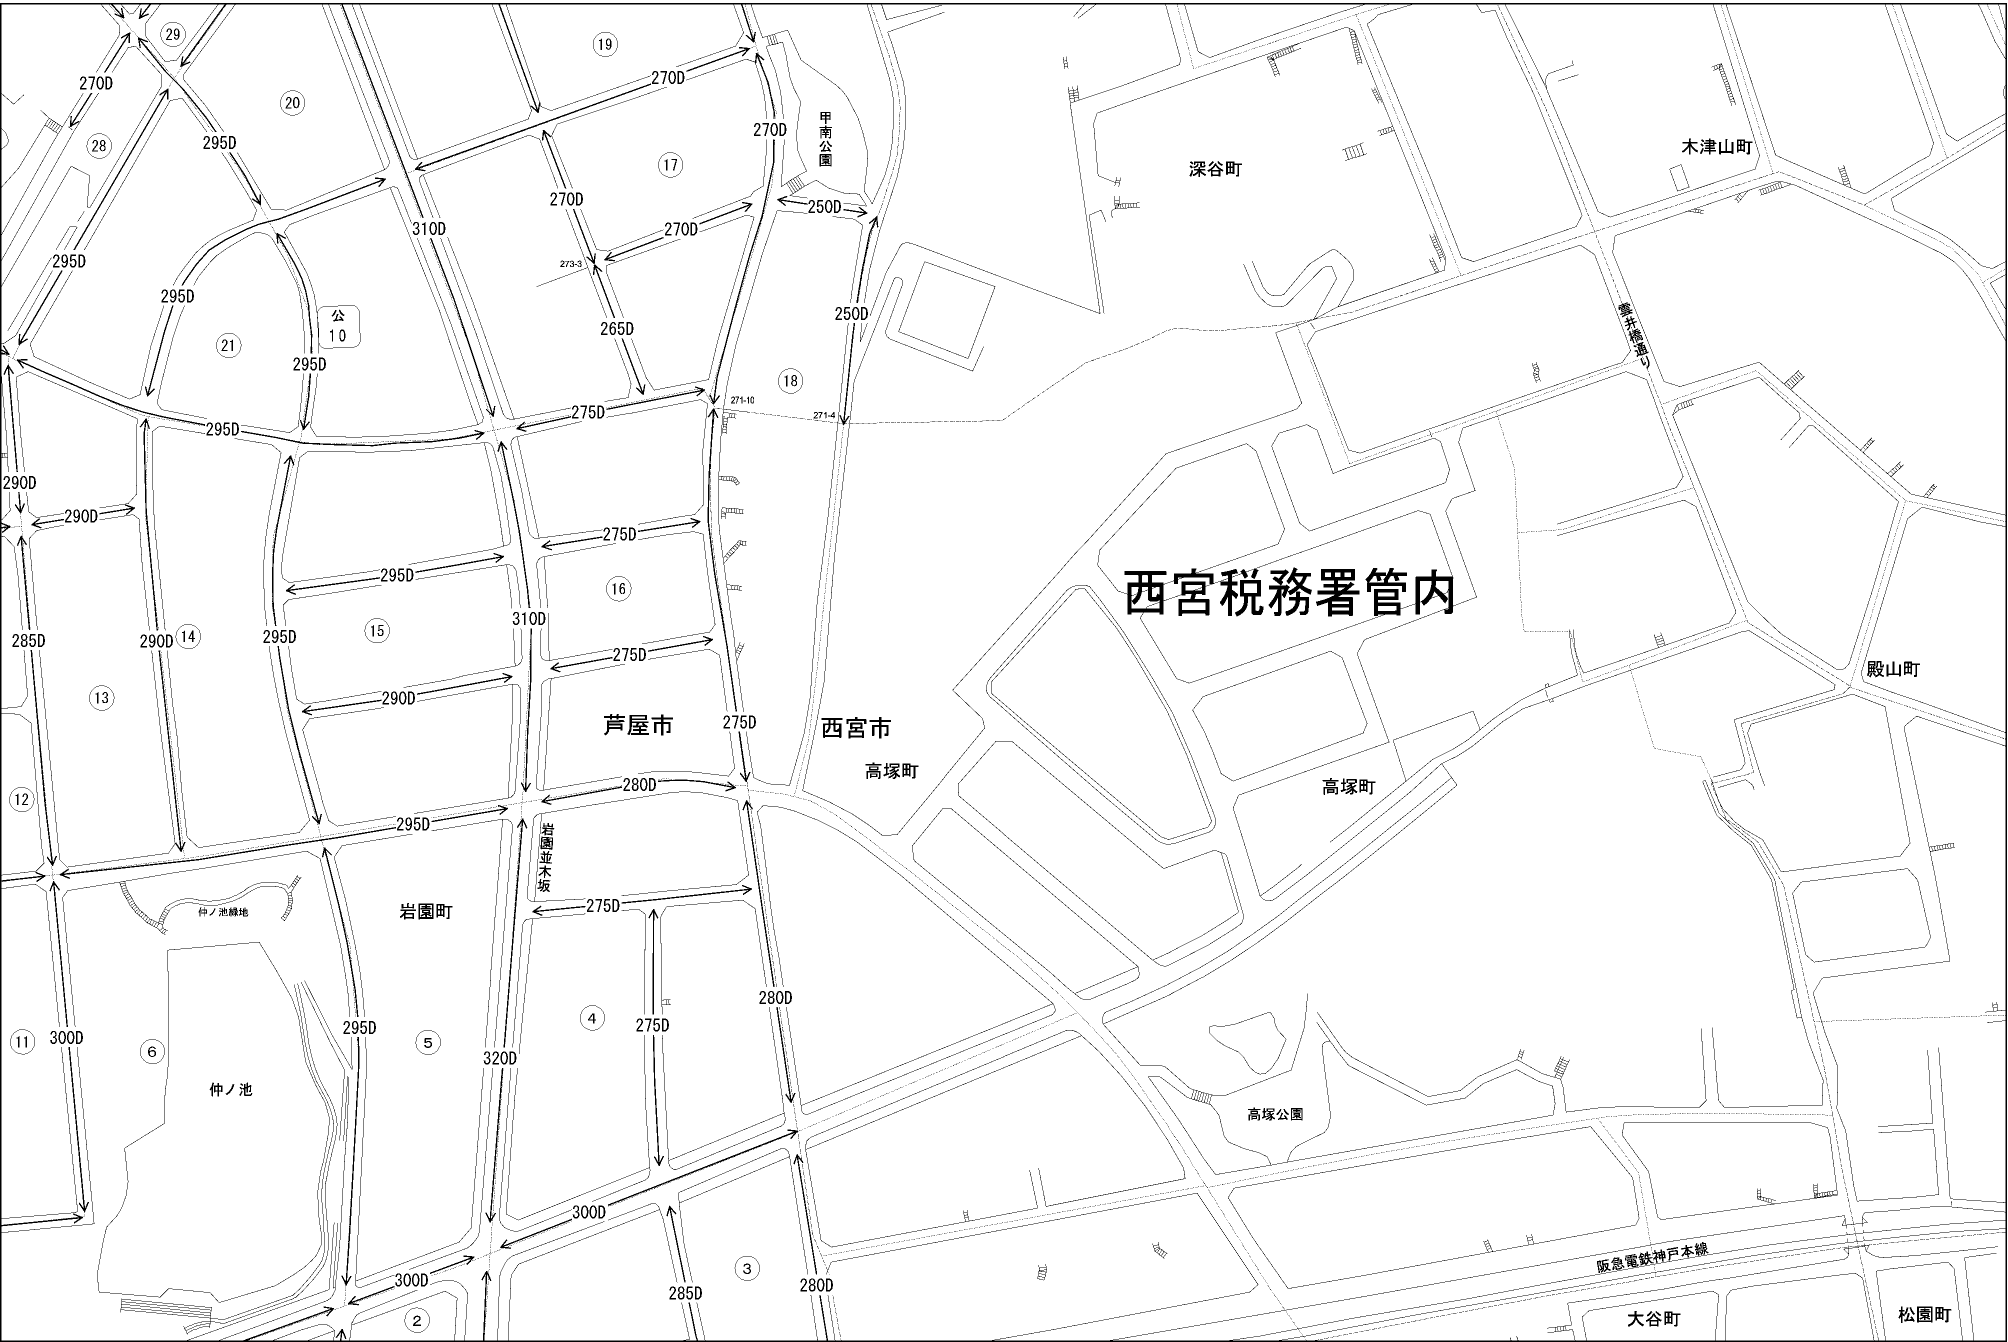 29
19
20
270D
270D
28
295D
270D
甲南公園
17
深谷町
木津山町
270D
250D
310D
270D
295D
273-3
295D
公
10
250D
265D
雲井橋通り
21
295D
18
271-10
275D
271-4
295D
290D
290D
275D
295D
16
西宮税務署管内
310D
15
14
295D
285D
290D
275D
殿山町
13
290D
芦屋市
275D
西宮市
高塚町
280D
高塚町
12
295D
岩園並木坂
275D
岩園町
仲ノ池緑地
280D
4
275D
295D
300D
11
6
5
320D
仲ノ池
高塚公園
300D
阪急電鉄神戸本線
3
300D
280D
285D
2
大谷町
松園町